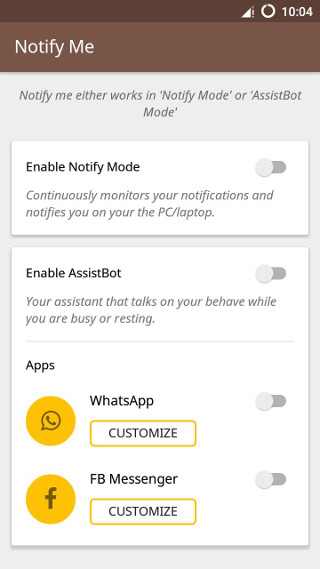 10:04
Notify Me
Notify me either works in 'Notify Mode' or 'AssistBot
Mode'
Enable Notify Mode
Continuously monitors your notifications and
notifies you on your the PC/laptop.
Enable AssistBot
Your assistant that talks on your behave while
you are busy or resting.
Apps
WhatsApp
CUSTOMIZE
FB Messenger
CUSTOMIZE